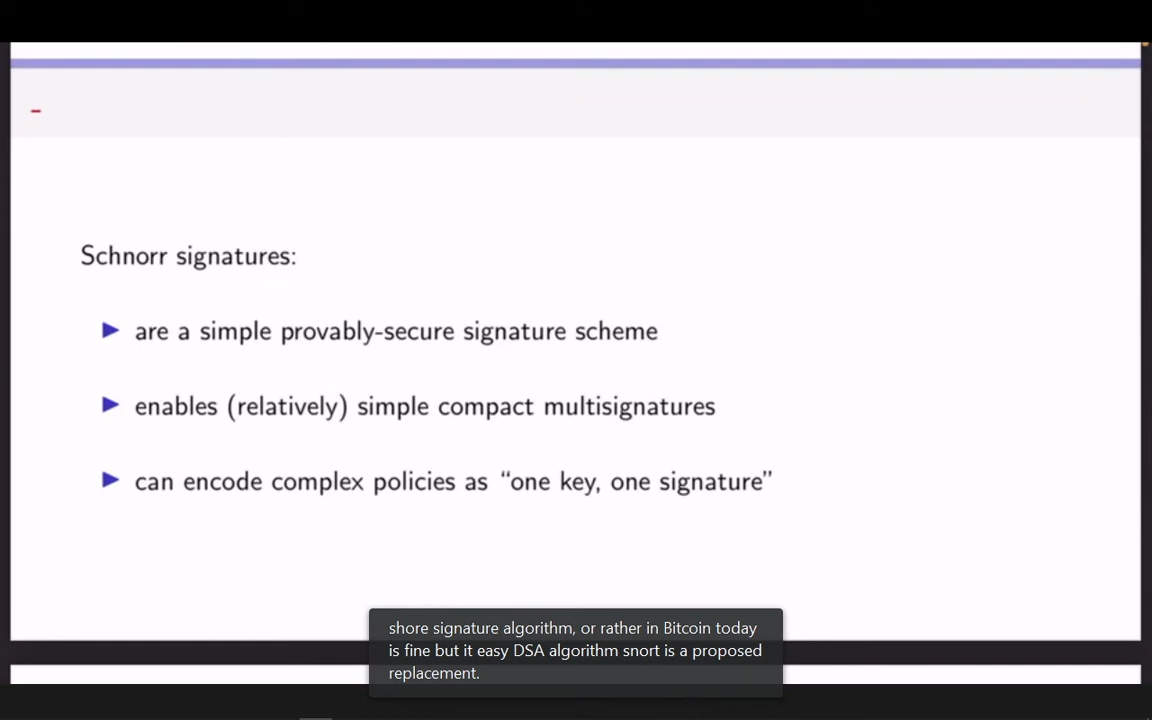 Schnorr signatures:
are a simple provably-secure signature scheme
enables (relatively) simple compact multisignatures
can encode complex policies as “one key, one signature”
shore signature algorithm, or rather in Bitcoin today
is fine but it easy DSA algorithm snort is a proposed
replacement.